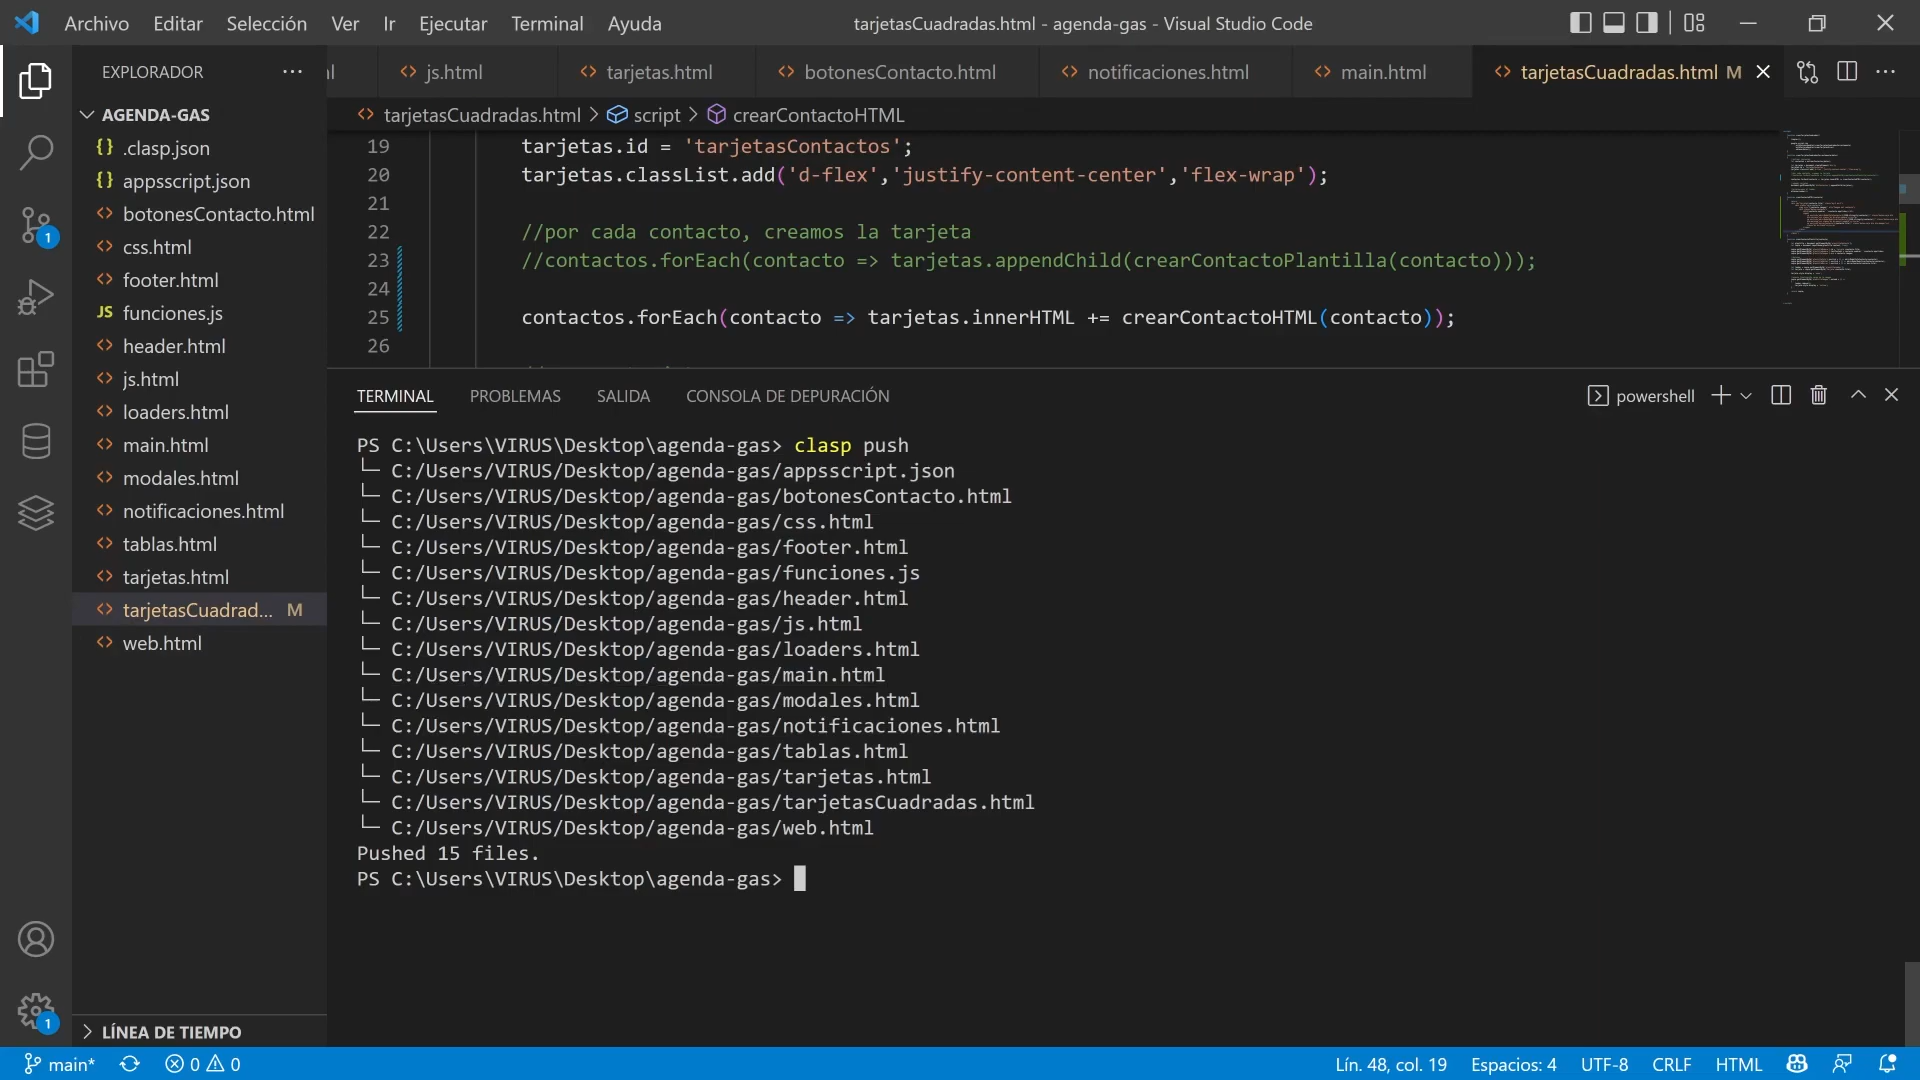 Archivo Editar Selección Ver Ir Ejecutar Terminal Ayuda
tarjetasCuadradas.html - agenda-gas - Visual Studio Code
EXPLORADOR
js.html
tarjetas.html
botonesContacto.html
notificaciones.html
main.html
tarjetasCuadradas.html M
AGENDA-GAS
.clasp.json
appsscript.json
botonesContacto.html
css.html
footer.html
JS funciones.js
header.html
js.html
loaders.html
main.html
modales.html
notificaciones.html
tablas.html
tarjetas.html
tarjetasCuadrad... M
web.html
LÍNEA DE TIEMPO
1
1
tarjetasCuadradas.html > script > crearContactoHTML
19 tarjetas.id = 'tarjetasContactos';
20 tarjetas.classList.add('d-flex','justify-content-center','flex-wrap');
21
22 //por cada contacto, creamos la tarjeta
23 //contactos.forEach(contacto => tarjetas.appendChild(crearContactoPlantilla(contacto)));
24
25 contactos.forEach(contacto => tarjetas.innerHTML += crearContactoHTML(contacto));
26
TERMINAL PROBLEMAS SALIDA CONSOLA DE DEPURACIÓN
powershell
PS C:\Users\VIRUS\Desktop\agenda-gas> clasp push
└─ C:/Users/VIRUS/Desktop/agenda-gas/appsscript.json
└─ C:/Users/VIRUS/Desktop/agenda-gas/botonesContacto.html
└─ C:/Users/VIRUS/Desktop/agenda-gas/css.html
└─ C:/Users/VIRUS/Desktop/agenda-gas/footer.html
└─ C:/Users/VIRUS/Desktop/agenda-gas/funciones.js
└─ C:/Users/VIRUS/Desktop/agenda-gas/header.html
└─ C:/Users/VIRUS/Desktop/agenda-gas/js.html
└─ C:/Users/VIRUS/Desktop/agenda-gas/loaders.html
└─ C:/Users/VIRUS/Desktop/agenda-gas/main.html
└─ C:/Users/VIRUS/Desktop/agenda-gas/modales.html
└─ C:/Users/VIRUS/Desktop/agenda-gas/notificaciones.html
└─ C:/Users/VIRUS/Desktop/agenda-gas/tablas.html
└─ C:/Users/VIRUS/Desktop/agenda-gas/tarjetas.html
└─ C:/Users/VIRUS/Desktop/agenda-gas/tarjetasCuadradas.html
└─ C:/Users/VIRUS/Desktop/agenda-gas/web.html
Pushed 15 files.
PS C:\Users\VIRUS\Desktop\agenda-gas>
main* 0 0
Lín. 48, col. 19 Espacios: 4 UTF-8 CRLF HTML